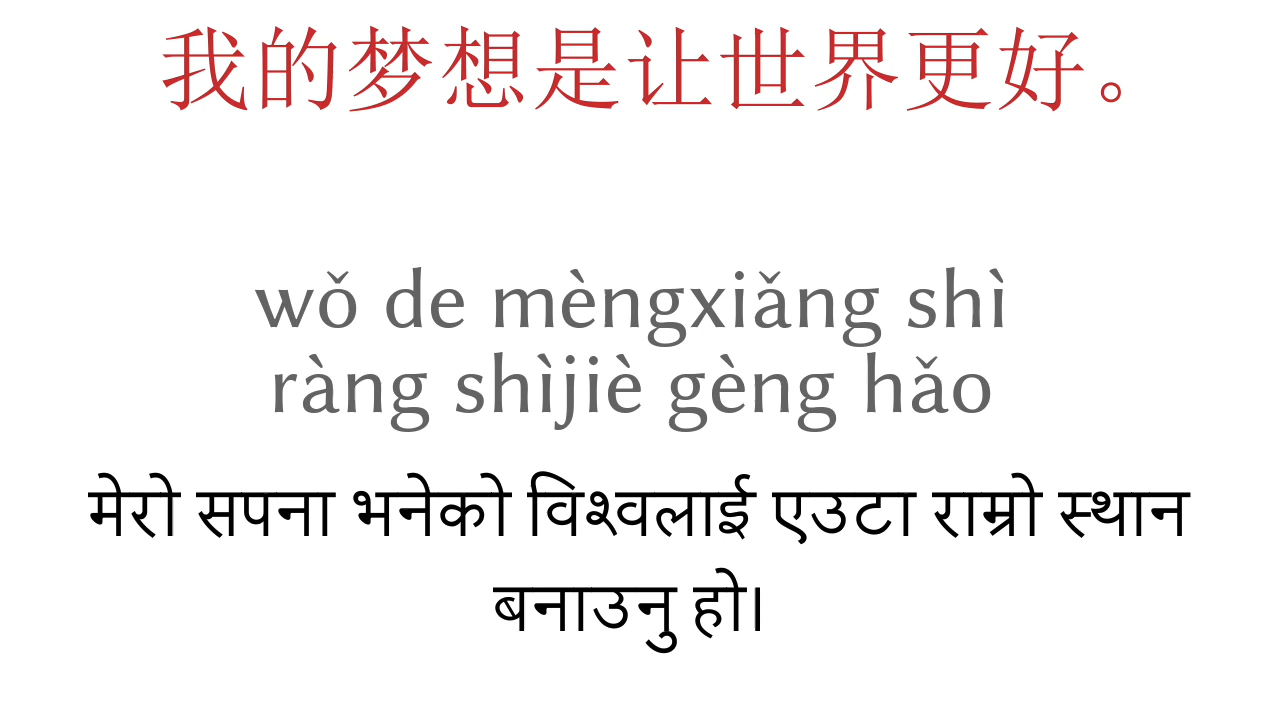 我的梦想是让世界更好。
wǒ de mèngxiǎng shì
ràng shìjiè gèng hǎo
मेरो सपना भनेको विश्वलाई एउटा राम्रो स्थान
बनाउनु हो।